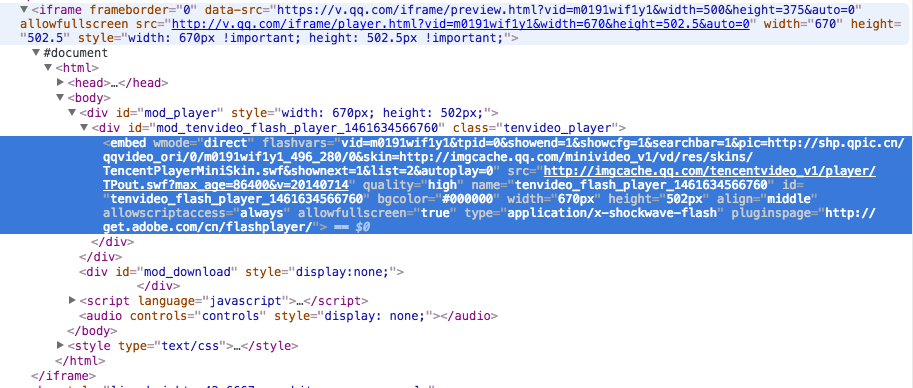 ▼<iframe frameborder="0" data-src="https://v.qq.com/iframe/preview.html?vid=m0191wif1y1&width=500&height=375&auto=0"
allowfullscreen src="http://v.qq.com/iframe/player.html?vid=m0191wif1y1&width=670&height=502.5&auto=0" width="670" height=
"502.5" style="width: 670px !important; height: 502.5px !important;">
▼#document
▼<html>
▶<head>…</head>
▼<body>
▼<div id="mod_player" style="width: 670px; height: 502px;">
▼<div id="mod_tenvideo_flash_player_1461634566760" class="tenvideo_player">
<embed wmode="direct" flashvars="vid=m0191wif1y1&tpid=0&showend=1&showcfg=1&searchbar=1&pic=http://shp.qpic.cn/
qqvideo_ori/0/m0191wif1y1_496_280/0&skin=http://imgcache.qq.com/minivideo_v1/vd/res/skins/
TencentPlayerMiniSkin.swf&shownext=1&list=2&autoplay=0" src="http://imgcache.qq.com/tencentvideo_v1/player/
TPout.swf?max_age=86400&v=20140714" quality="high" name="tenvideo_flash_player_1461634566760" id=
"tenvideo_flash_player_1461634566760" bgcolor="#000000" width="670px" height="502px" align="middle"
allowscriptaccess="always" allowfullscreen="true" type="application/x-shockwave-flash" pluginspage="http://
get.adobe.com/cn/flashplayer/"> == $0
</div>
</div>
<div id="mod_download" style="display:none;">
</div>
▶<script language="javascript">…</script>
<audio controls="controls" style="display: none;"></audio>
</body>
▶<style type="text/css">…</style>
</html>
</iframe>